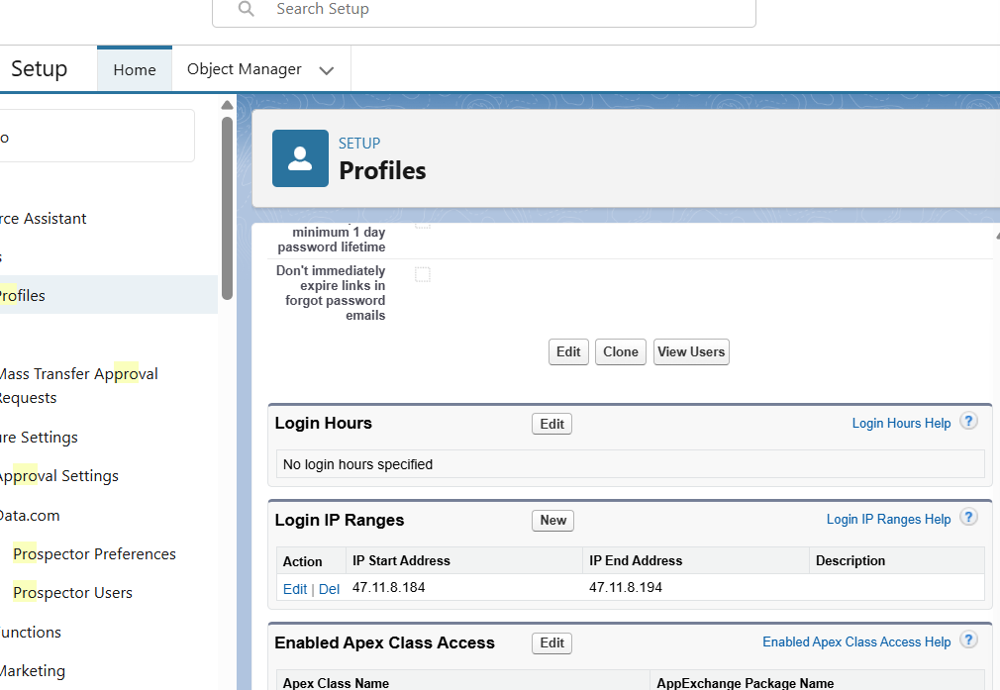 Search Setup
Setup
Home
Object Manager
o
rce Assistant
s
Profiles
Mass Transfer Approval
Requests
re Settings
Approval Settings
Data.com
Prospector Preferences
Prospector Users
unctions
Marketing
SETUP
Profiles
minimum 1 day
password lifetime
Don't immediately
expire links in
forgot password
emails
Edit Clone View Users
Login Hours Edit Login Hours Help ?
No login hours specified
Login IP Ranges New Login IP Ranges Help ?
Action IP Start Address IP End Address Description
Edit | Del 47.11.8.184 47.11.8.194
Enabled Apex Class Access Edit Enabled Apex Class Access Help ?
Apex Class Name AppExchange Package Name